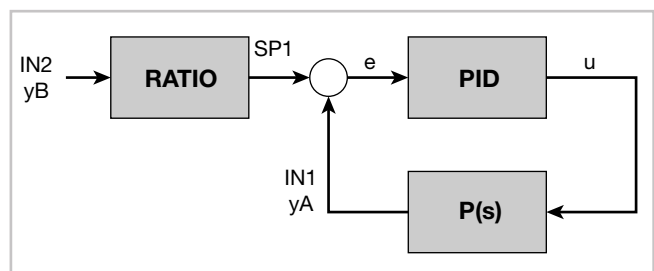 IN2
yB
RATIO
SP1
e
PID
u
IN1
yA
P(s)